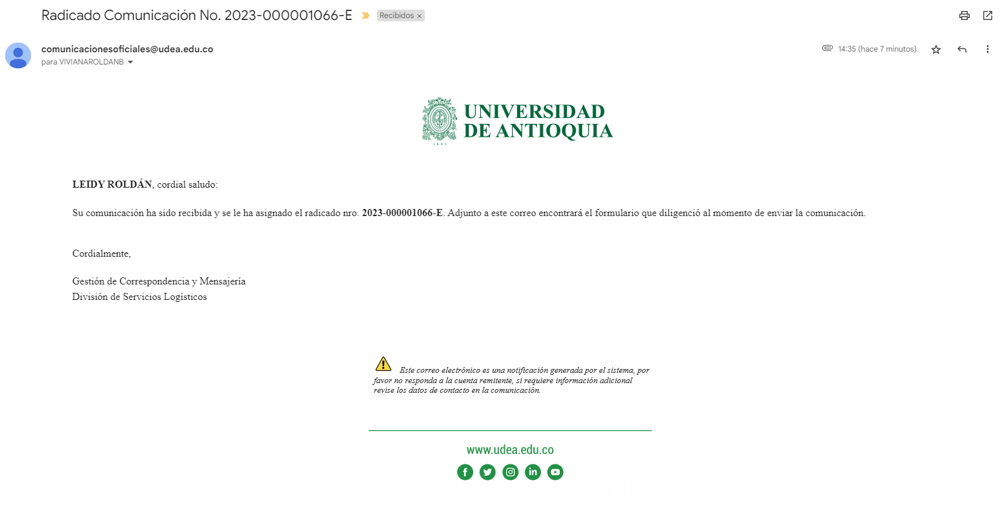 Radicado Comunicación No. 2023-000001066-E
Recibidos ×
comunicacionesoficiales@udea.edu.co
14:35 (hace 7 minutos)
para VIVIANAROLDANB
UNIVERSIDAD
DE ANTIOQUIA
1803
LEIDY ROLDÁN, cordial saludo:
Su comunicación ha sido recibida y se le ha asignado el radicado nro. 2023-000001066-E. Adjunto a este correo encontrará el formulario que diligenció al momento de enviar la comunicación.
Cordialmente,
Gestión de Correspondencia y Mensajería
División de Servicios Logísticos
Este correo electrónico es una notificación generada por el sistema, por
favor no responda a la cuenta remitente, si requiere información adicional
revise los datos de contacto en la comunicación.
www.udea.edu.co